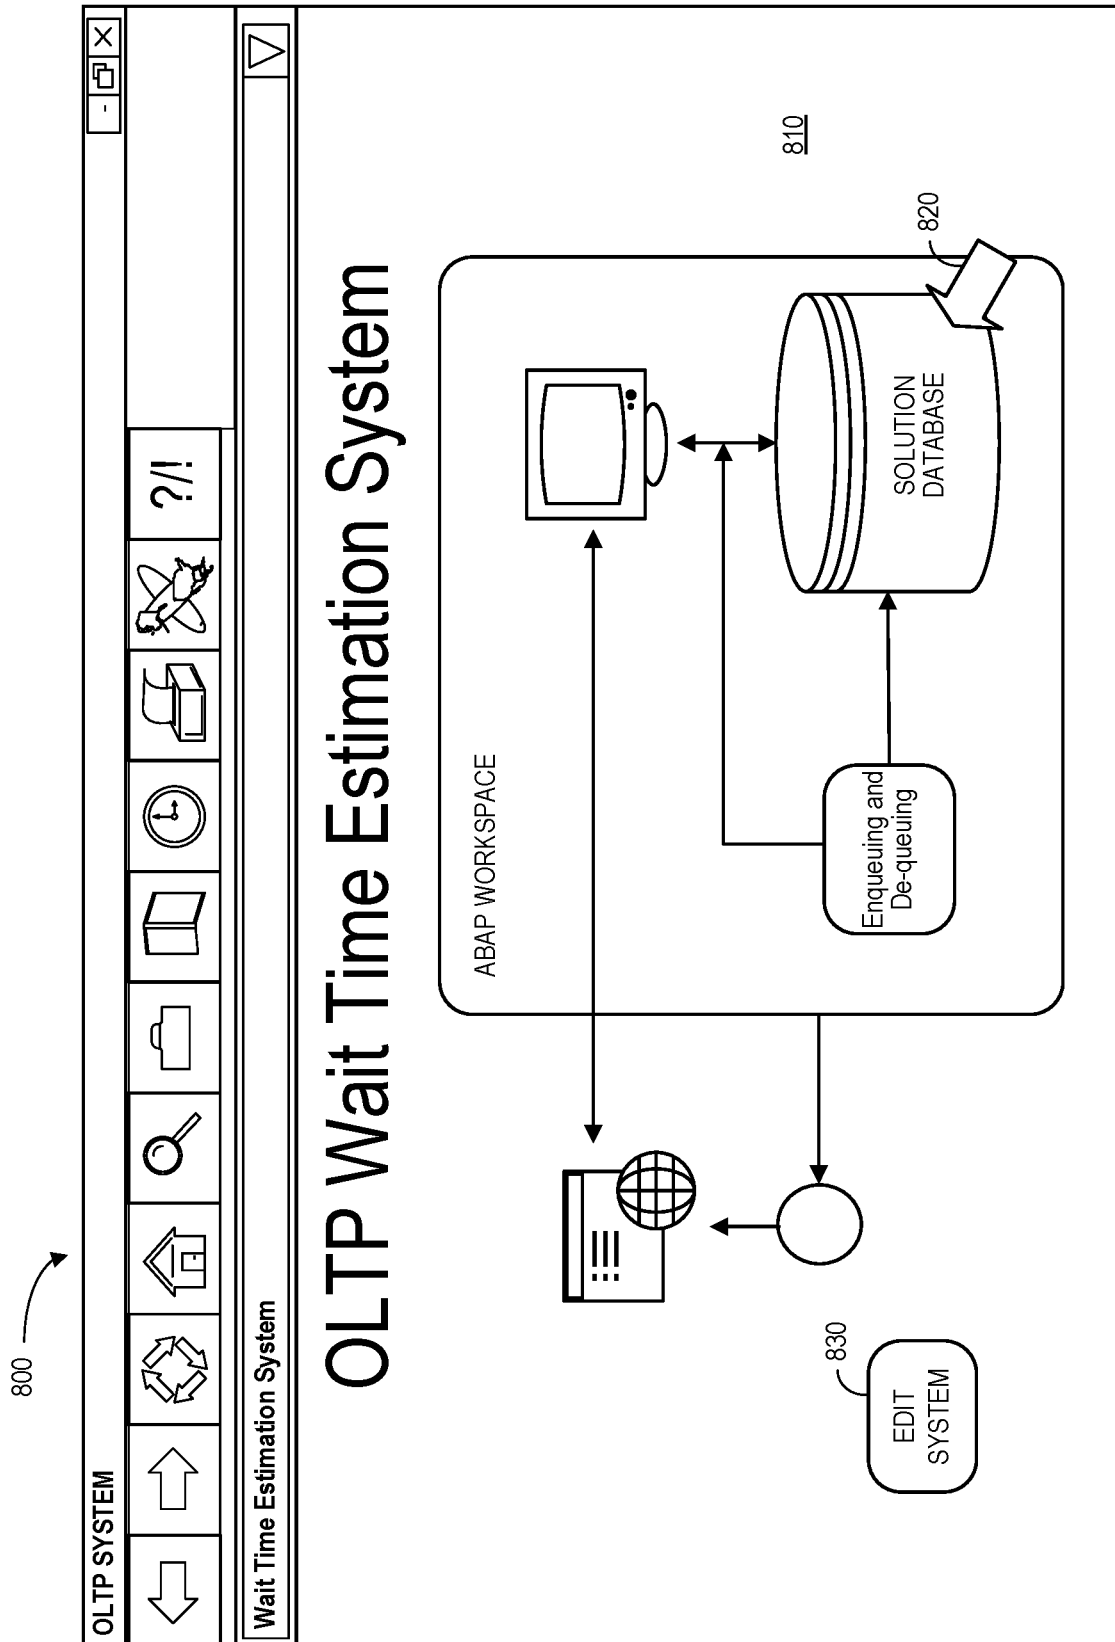 800
OLTP SYSTEM
- X
?/!
Wait Time Estimation System
OLTP Wait Time Estimation System
ABAP WORKSPACE
810
820
SOLUTION
DATABASE
Enqueuing and
De-queuing
830
EDIT
SYSTEM